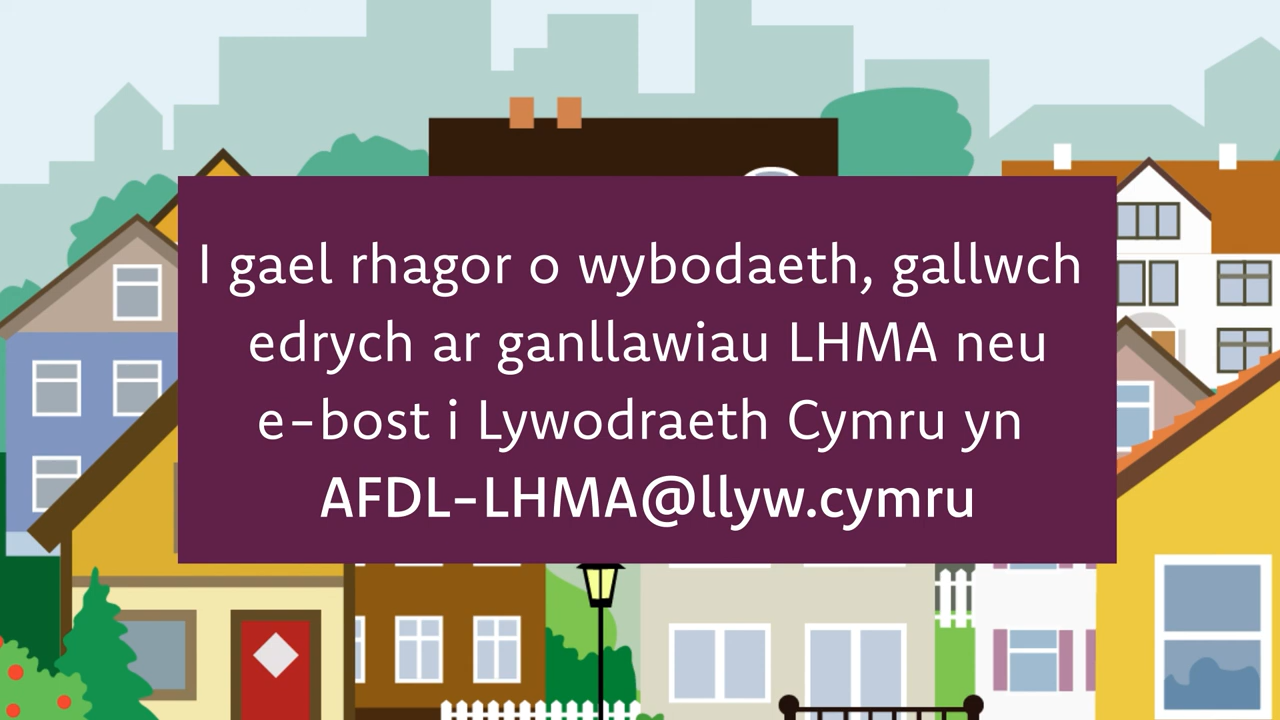 I gael rhagor o wybodaeth, gallwch
edrych ar ganllawiau LHMA neu
e-bost i Lywodraeth Cymru yn
AFDL-LHMA@llyw.cymru